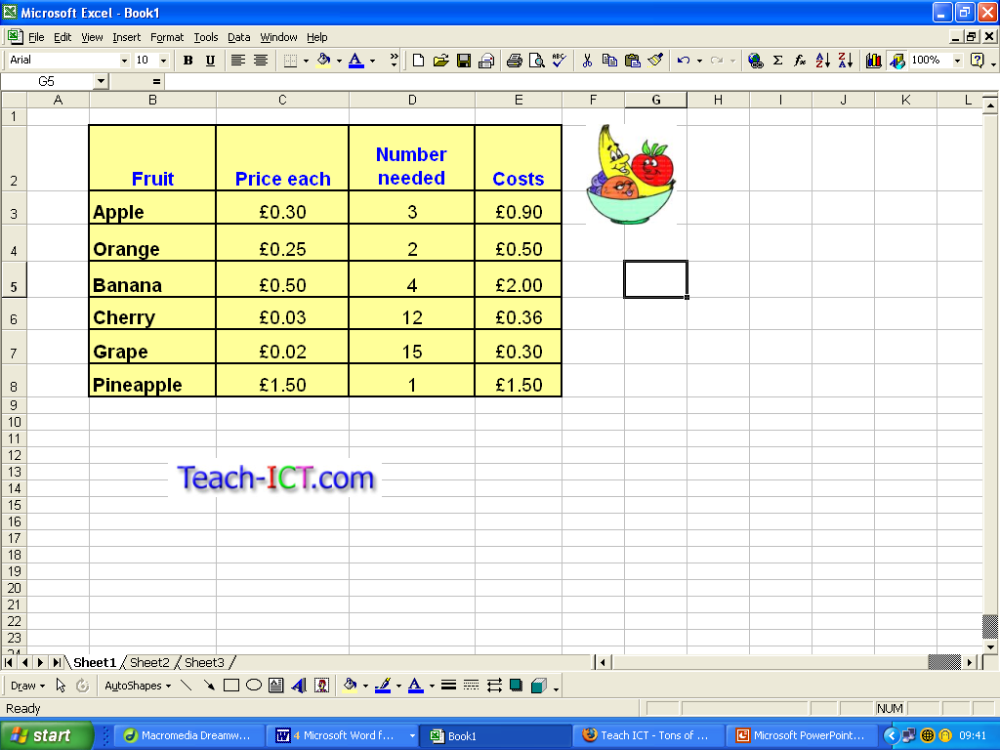 Microsoft Excel - Book1
File Edit View Insert Format Tools Data Window Help
Arial 10 B U A » ABC Σ fx A Z Z A 100% ?
G5 =
A B C D E F G H I J K L
1
2 Fruit Price each Number needed Costs
3 Apple £0.30 3 £0.90
4 Orange £0.25 2 £0.50
5 Banana £0.50 4 £2.00
6 Cherry £0.03 12 £0.36
7 Grape £0.02 15 £0.30
8 Pineapple £1.50 1 £1.50
9
10
11
12
13
Teach-ICT.com
14
15
16
17
18
19
20
21
22
23
24
Sheet1 Sheet2 Sheet3
Draw AutoShapes A A
Ready NUM
start Macromedia Dreamw... 4 Microsoft Word f... Book1 Teach ICT - Tons of ... Microsoft PowerPoint... 09:41